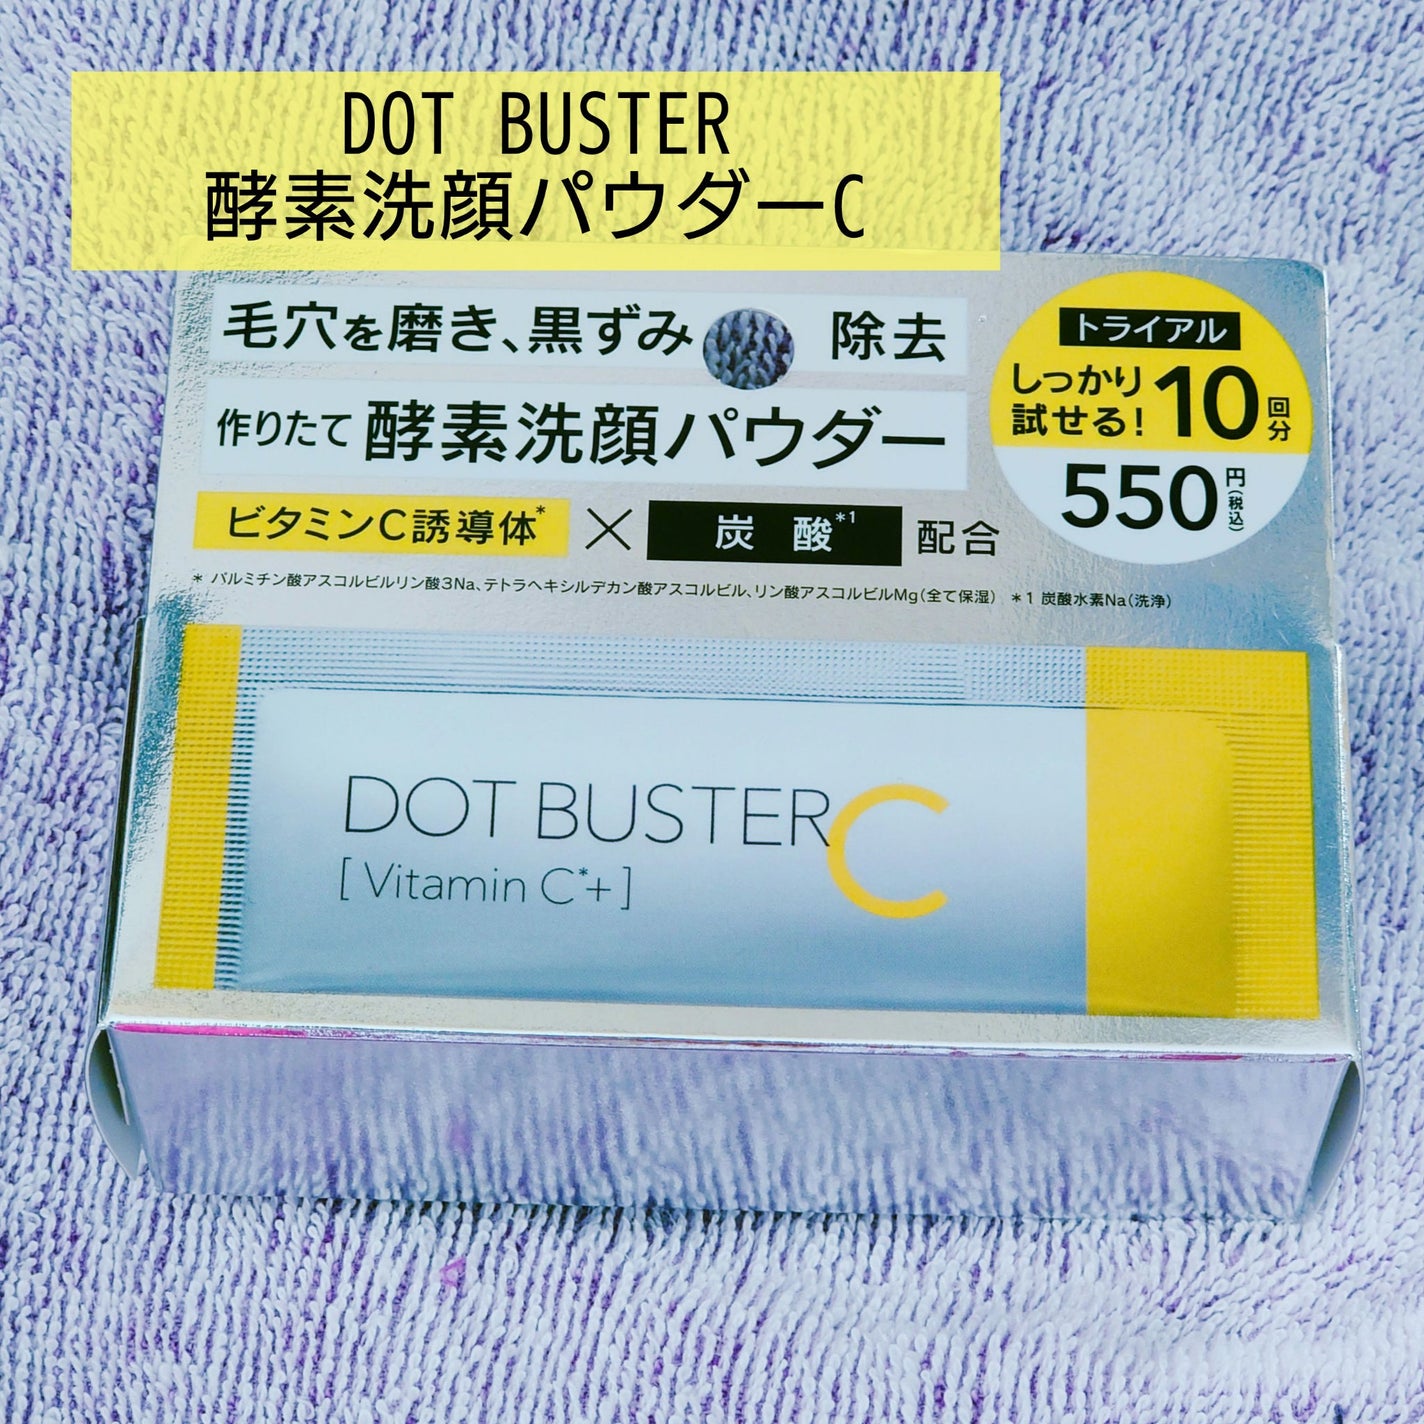 DOT BUSTER
酵素洗顔パウダーC
毛穴を磨き、黒ずみ 除去
作りたて 酵素洗顔パウダー
ビタミンC誘導体* × 炭酸*1 配合
* パルミチン酸アスコルビルリン酸3Na、テトラヘキシルデカン酸アスコルビル、リン酸アスコルビルMg(全て保湿) *1 炭酸水素Na(洗浄)
トライアル
しっかり試せる! 10回分
550円(税込)
DOT BUSTER C
[Vitamin C*+]